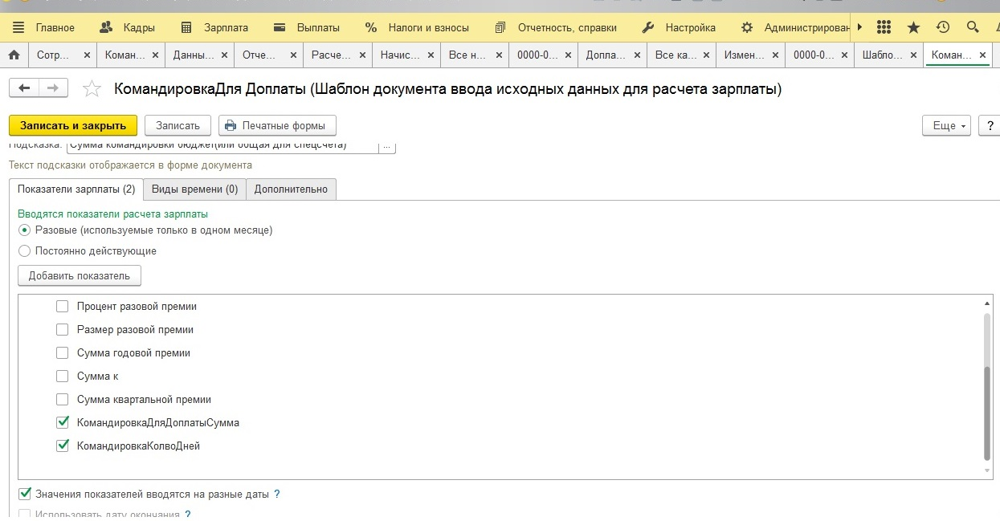 Главное Кадры Зарплата Выплаты % Налоги и взносы Отчетность, справки Настройка Администрирован
Сотр... × Коман... × Данны... × Отче... × Расче... × Начис... × Все н... × 0000-0... × Допла... × Все ка... × Измен... × 0000-0... × Шабло... × Коман... ×
КомандировкаДля Доплаты (Шаблон документа ввода исходных данных для расчета зарплаты)
Записать и закрыть Записать Печатные формы Еще ?
Подсказка: Сумма командировки бюджет(или общая для спецсчета) ...
Текст подсказки отображается в форме документа
Показатели зарплаты (2) Виды времени (0) Дополнительно
Вводятся показатели расчета зарплаты
Разовые (используемые только в одном месяце)
Постоянно действующие
Добавить показатель
Процент разовой премии
Размер разовой премии
Сумма годовой премии
Сумма к
Сумма квартальной премии
КомандировкаДляДоплатыСумма
КомандировкаКолвоДней
Значения показателей вводятся на разные даты ?
Использовать дату окончания ?